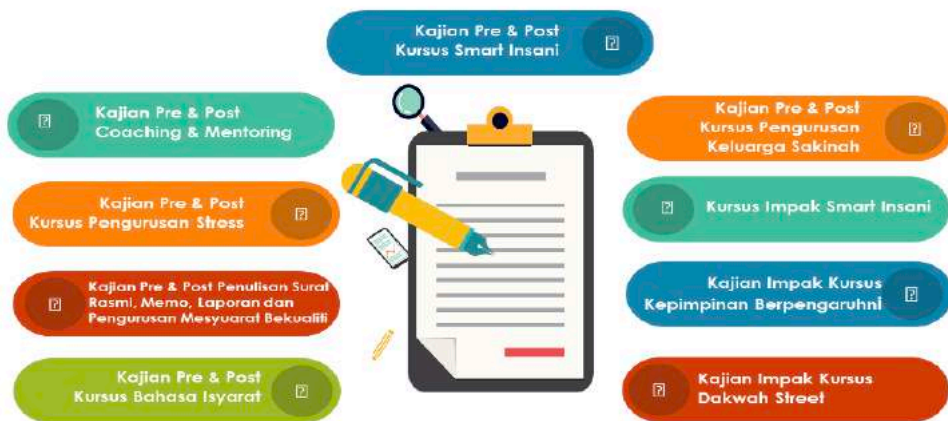 Kajian Pre & Post
Kursus Smart Insani
Kajian Pre & Post
Coaching & Mentoring
Kajian Pre & Post
Kursus Pengurusan Stress
Kajian Pre & Post Penulisan Surat
Rasmi, Memo, Laporan dan
Pengurusan Mesyuarat Bekualiti
Kajian Pre & Post
Kursus Bahasa Isyarat
Kajian Pre & Post
Kursus Pengurusan
Keluarga Sakinah
Kursus Impak Smart Insani
Kajian Impak Kursus
Kepimpinan Berpengaruhni
Kajian Impak Kursus
Dakwah Street